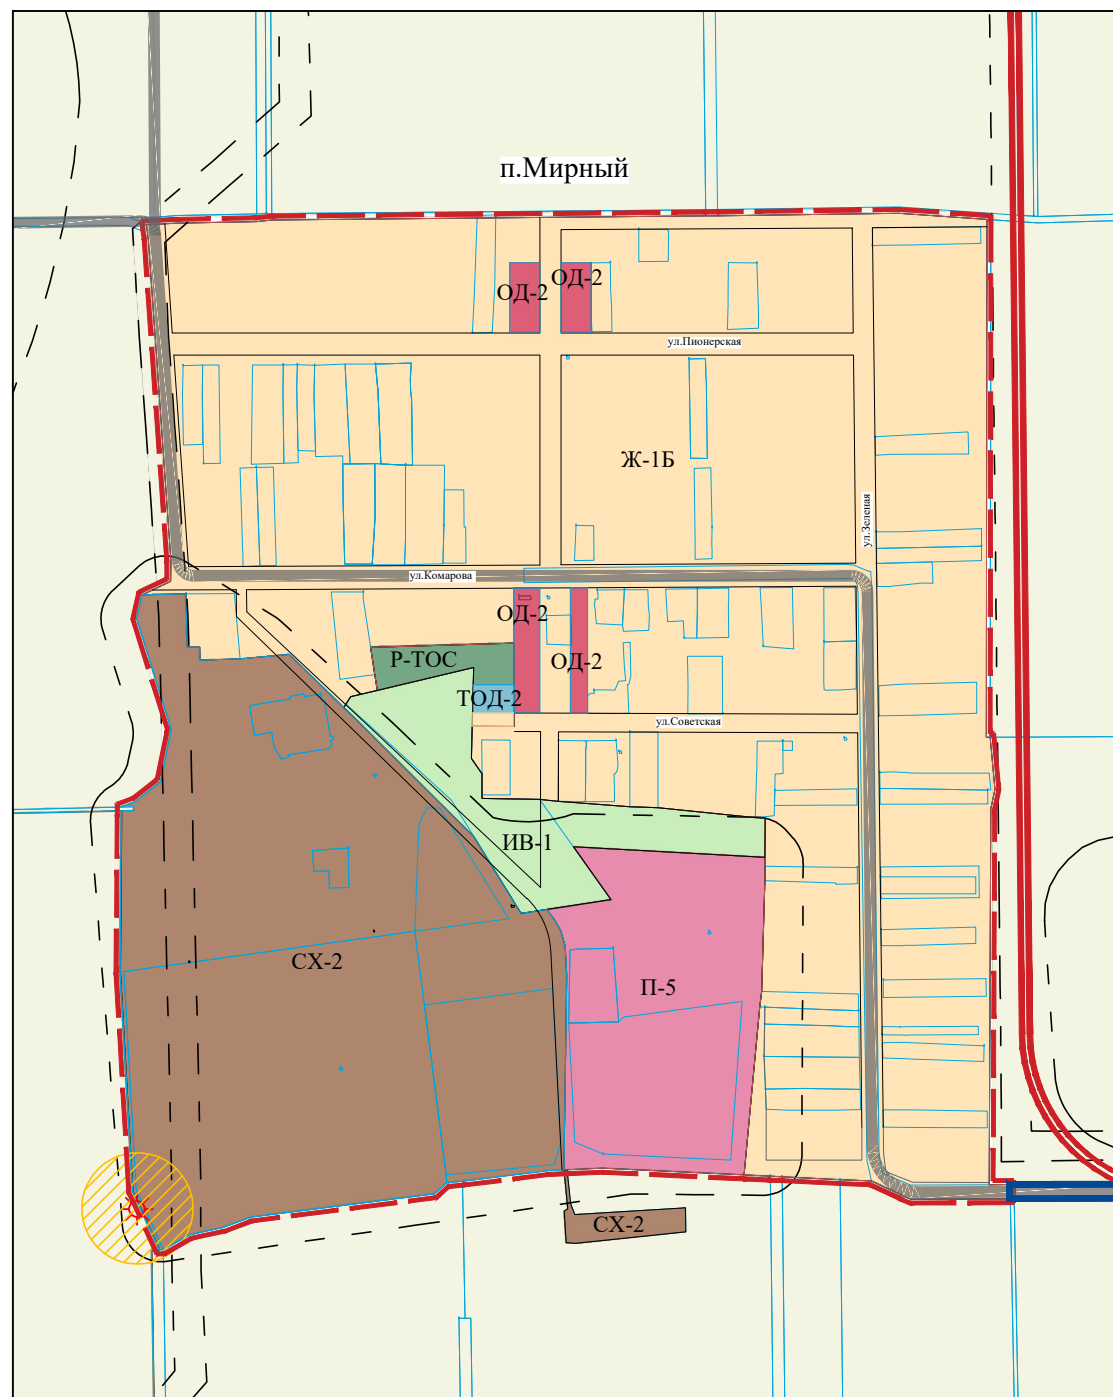 п.Мирный
ОД-2
ОД-2
ул.Пионерская
Ж-1Б
ул.Зеленая
ул.Комарова
ОД-2
Р-ТОС
ОД-2
ТОД-2
ул.Советская
ИВ-1
СХ-2
П-5
СХ-2